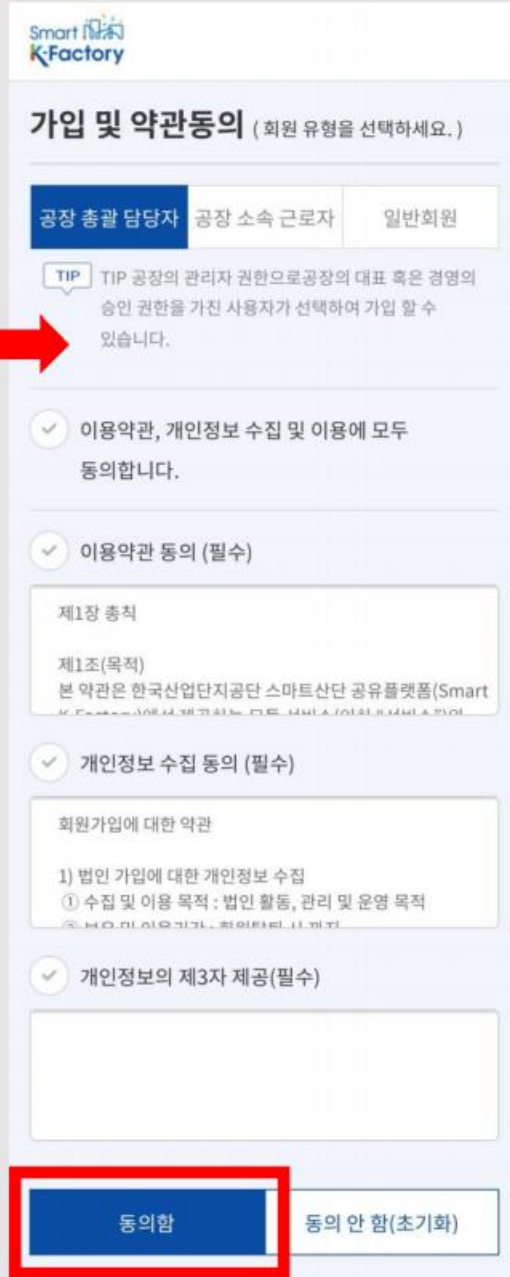 Smart
K-Factory
가입 및 약관동의 ( 회원 유형을 선택하세요. )
공장 총괄 담당자 공장 소속 근로자 일반회원
TIP TIP 공장의 관리자 권한으로공장의 대표 혹은 경영의
승인 권한을 가진 사용자가 선택하여 가입 할 수
있습니다.
이용약관, 개인정보 수집 및 이용에 모두
동의합니다.
이용약관 동의 (필수)
제1장 총칙
제1조(목적)
본 약관은 한국산업단지공단 스마트산단 공유플랫폼(Smart
개인정보 수집 동의 (필수)
회원가입에 대한 약관
1) 법인 가입에 대한 개인정보 수집
① 수집 및 이용 목적 : 법인 활동, 관리 및 운영 목적
개인정보의 제3자 제공(필수)
동의함 동의 안 함(초기화)